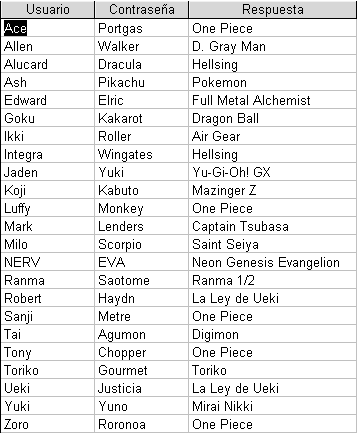 Usuario Contraseña Respuesta
Ace Portgas One Piece
Allen Walker D. Gray Man
Alucard Dracula Hellsing
Ash Pikachu Pokemon
Edward Elric Full Metal Alchemist
Goku Kakarot Dragon Ball
Ikki Roller Air Gear
Integra Wingates Hellsing
Jaden Yuki Yu-Gi-Oh! GX
Koji Kabuto Mazinger Z
Luffy Monkey One Piece
Mark Lenders Captain Tsubasa
Milo Scorpio Saint Seiya
NERV EVA Neon Genesis Evangelion
Ranma Saotome Ranma 1/2
Robert Haydn La Ley de Ueki
Sanji Metre One Piece
Tai Agumon Digimon
Tony Chopper One Piece
Toriko Gourmet Toriko
Ueki Justicia La Ley de Ueki
Yuki Yuno Mirai Nikki
Zoro Roronoa One Piece